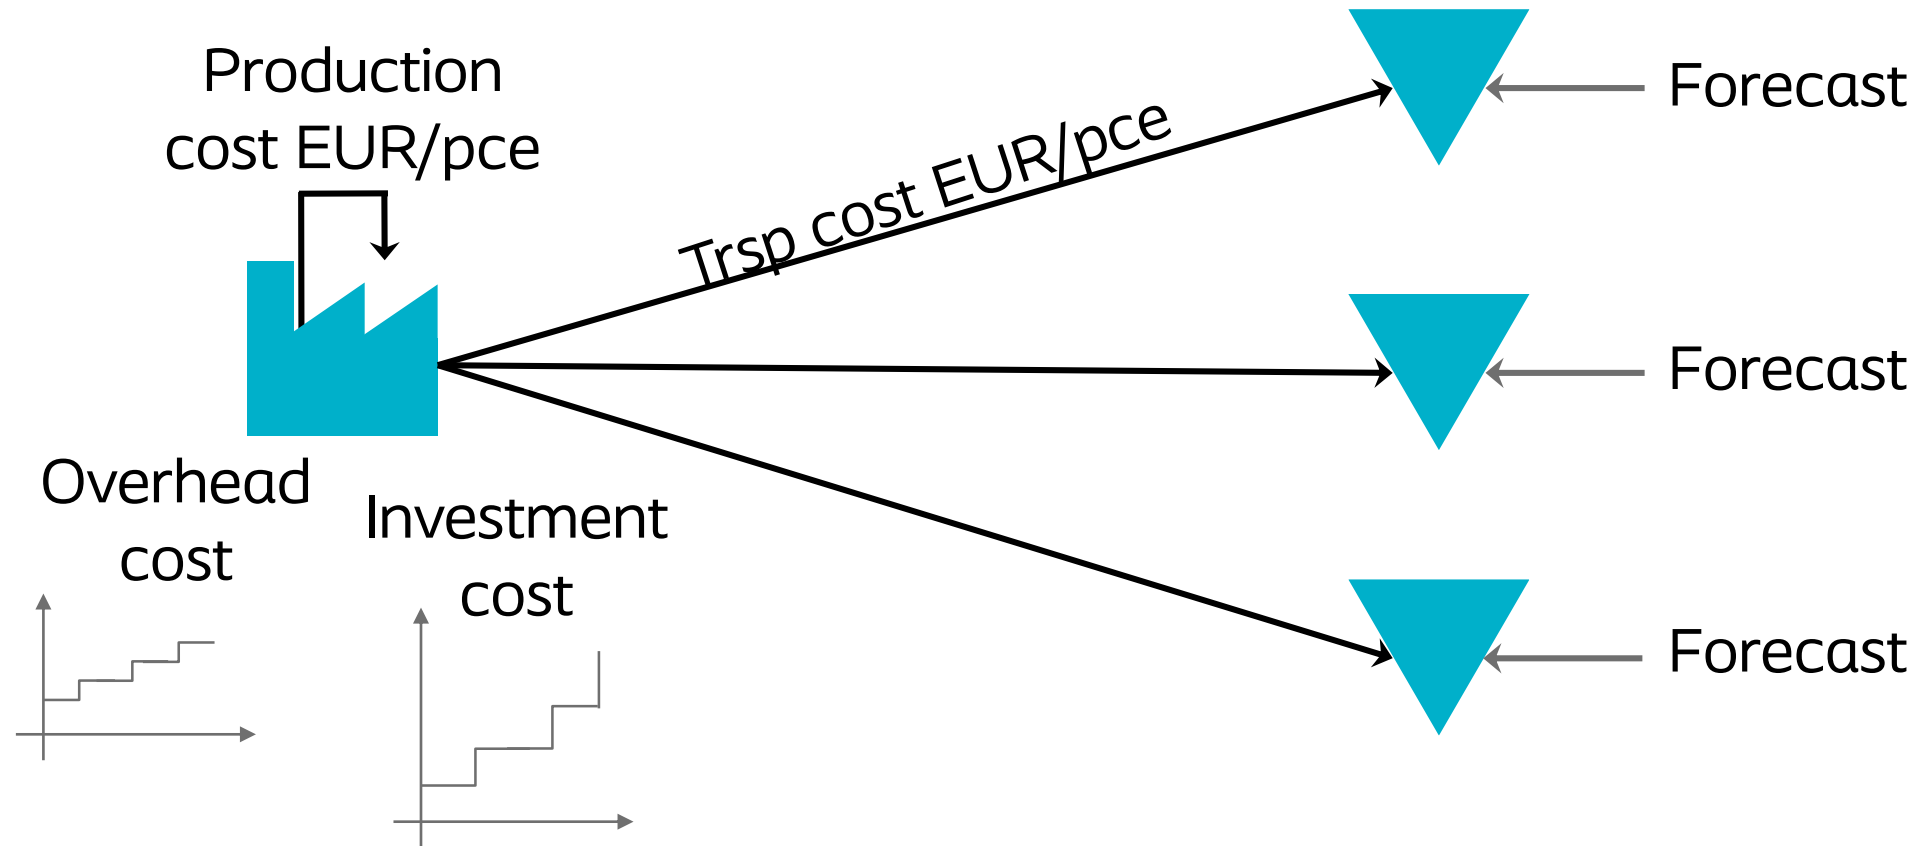 Production
cost EUR/pce
Trsp cost EUR/pce
Forecast
Forecast
Forecast
Overhead
cost
Investment
cost